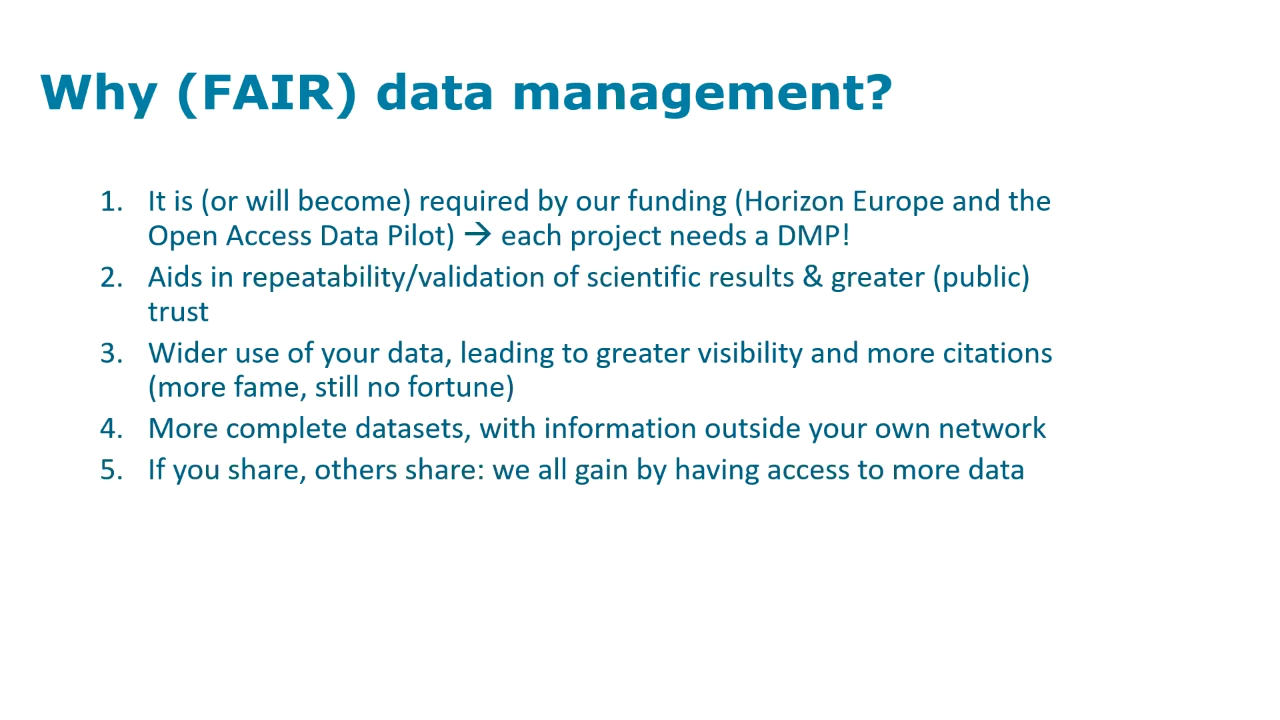 Why (FAIR) data management?
1. It is (or will become) required by our funding (Horizon Europe and the
Open Access Data Pilot) → each project needs a DMP!
2. Aids in repeatability/validation of scientific results & greater (public)
trust
3. Wider use of your data, leading to greater visibility and more citations
(more fame, still no fortune)
4. More complete datasets, with information outside your own network
5. If you share, others share: we all gain by having access to more data